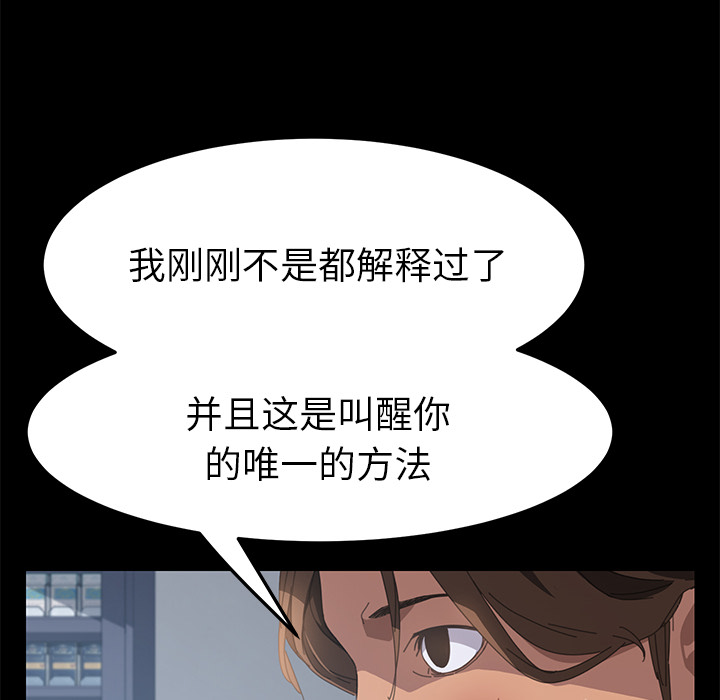 我刚刚不是都解释过了
并且这是叫醒你
的唯一的方法